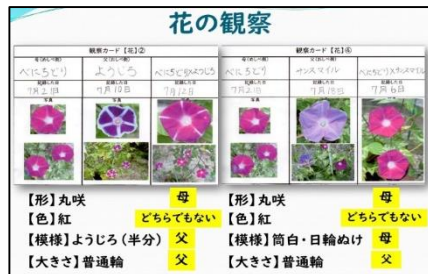 花の観察
観察カード【花】②
べにちどり
ようじろ
べにちどり×ようじろ
7月2日
7月12日
7月10日
観察カード【花】④
べにちどり
サンスマイル
べにちどり×サンスマイル
7月2日
7月18日
7月6日
【形】丸咲 母
【色】紅 どちらでもない
【模様】ようじろ(半分) 父
【大きさ】普通輪 父
【形】丸咲 母
【色】紅 どちらでもない
【模様】筒白・日輪ぬけ 母
【大きさ】普通輪 父